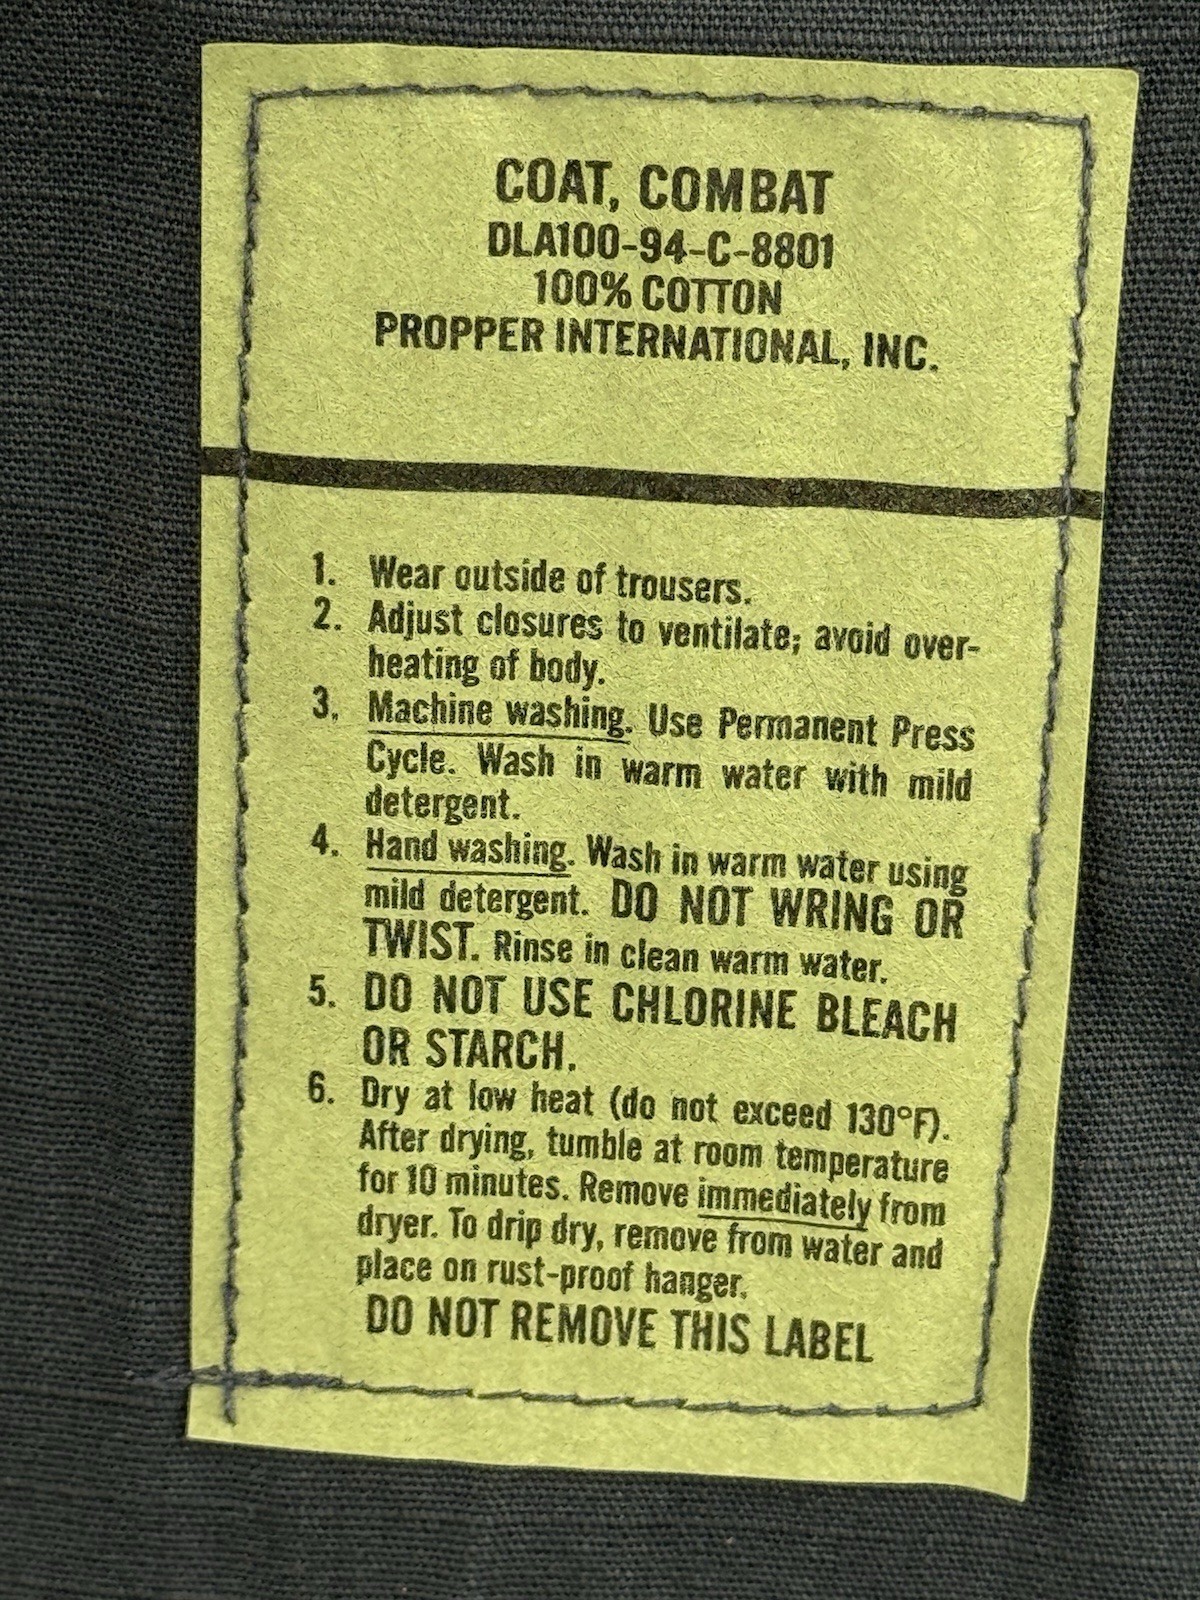 COAT, COMBAT
DLA100-94-C-8801
100% COTTON
PROPPER INTERNATIONAL, INC.
1. Wear outside of trousers.
2. Adjust closures to ventilate; avoid over-
heating of body.
3. Machine washing. Use Permanent Press
Cycle. Wash in warm water with mild
detergent.
4. Hand washing. Wash in warm water using
mild detergent. DO NOT WRING OR
TWIST. Rinse in clean warm water.
5. DO NOT USE CHLORINE BLEACH
OR STARCH.
6. Dry at low heat (do not exceed 130°F).
After drying, tumble at room temperature
for 10 minutes. Remove immediately from
dryer. To drip dry, remove from water and
place on rust-proof hanger.
DO NOT REMOVE THIS LABEL